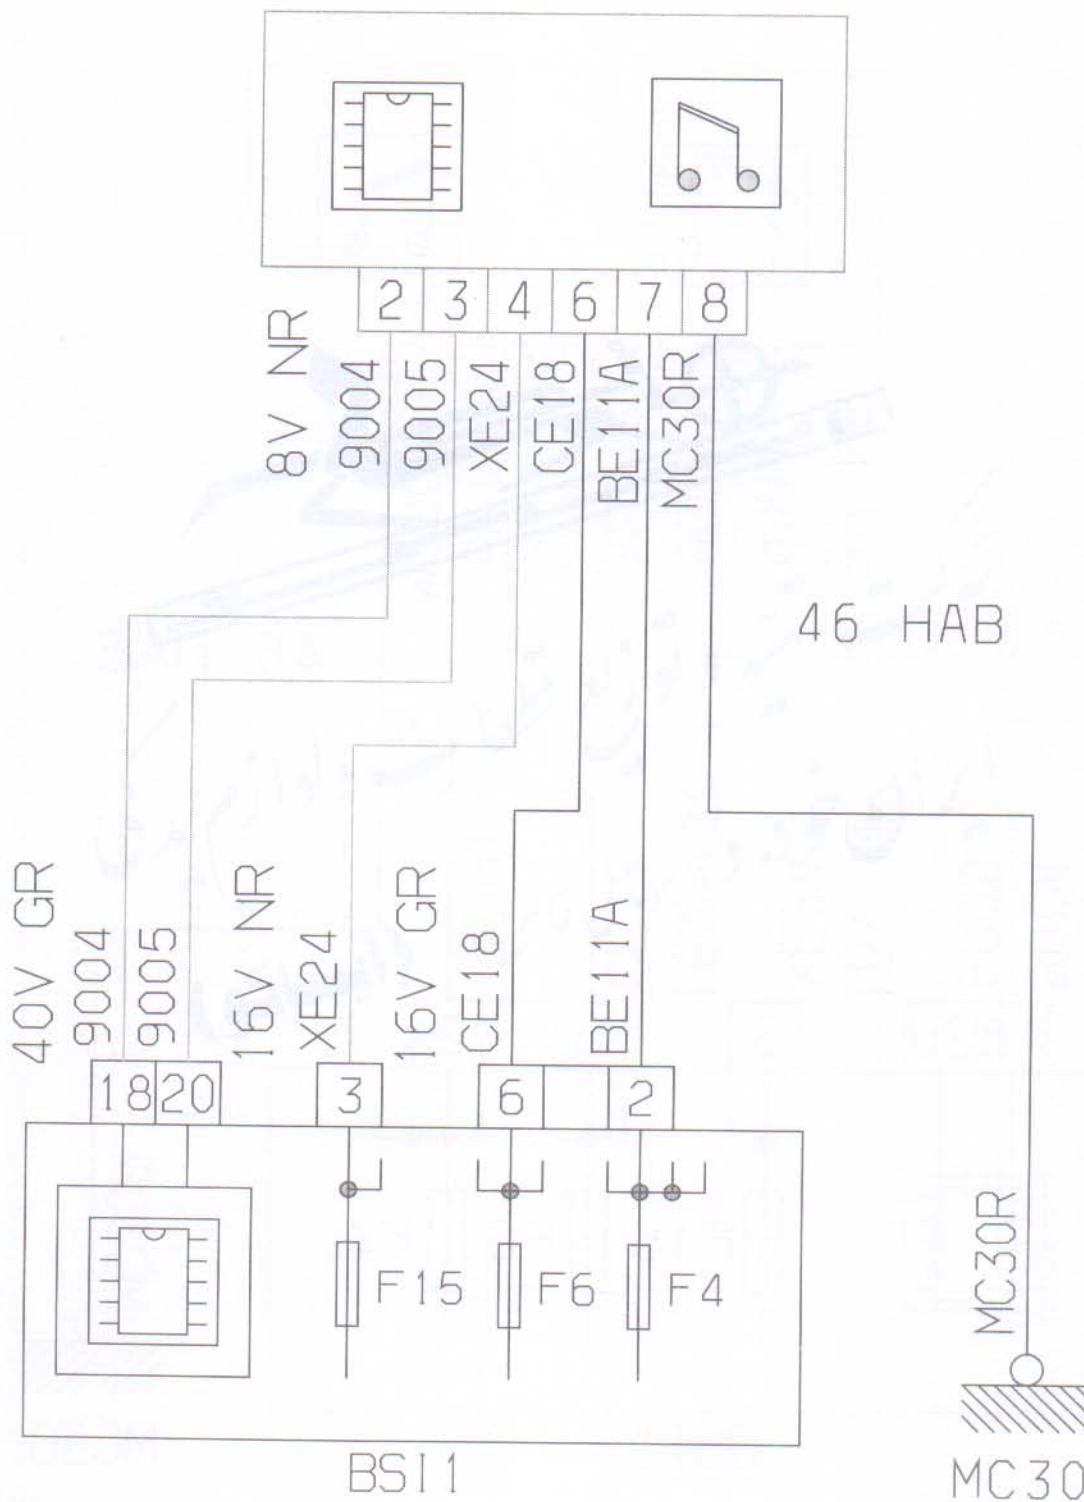 2 3 4 6 7 8
8V NR
9004
9005
XE24
CE18
BE11A
MC30R
46 HAB
40V GR
9004
9005
16V NR
XE24
16V GR
CE18
BE11A
18 20 3 6 2
F15 F6 F4
MC30R
BSI1
MC30